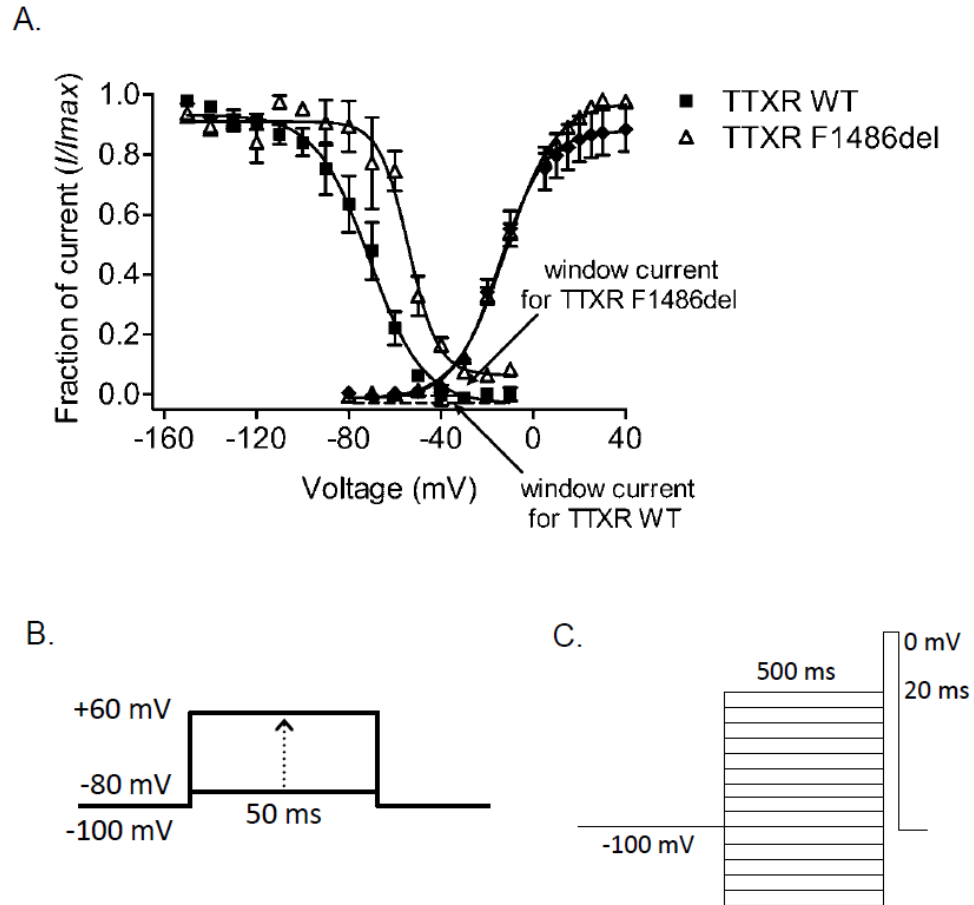 A.
Fraction of current (I/Imax)
1.0
0.8
0.6
0.4
0.2
0.0
-160
-120
-80
-40
0
40
Voltage (mV)
TTXR WT
TTXR F1486del
window current
for TTXR F1486del
window current
for TTXR WT
B.
+60 mV
-80 mV
-100 mV
50 ms
C.
500 ms
0 mV
20 ms
-100 mV